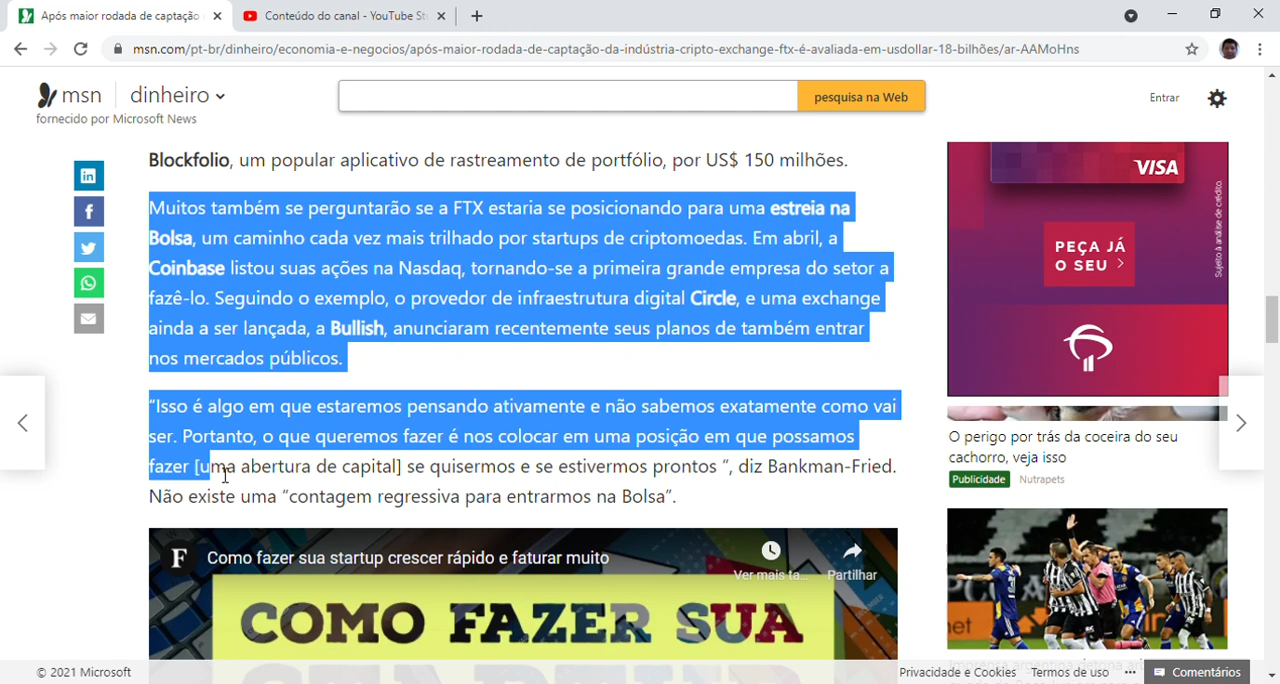 Após maior rodada de captação
Conteúdo do canal - YouTube St
msn.com/pt-br/dinheiro/economia-e-negocios/após-maior-rodada-de-captação-da-indústria-cripto-exchange-ftx-é-avaliada-em-usdollar-18-bilhões/ar-AAMoHns
msn dinheiro
pesquisa na Web
Entrar
fornecido por Microsoft News
Blockfolio, um popular aplicativo de rastreamento de portfólio, por US$ 150 milhões.
Muitos também se perguntarão se a FTX estaria se posicionando para uma estreia na
Bolsa, um caminho cada vez mais trilhado por startups de criptomoedas. Em abril, a
Coinbase listou suas ações na Nasdaq, tornando-se a primeira grande empresa do setor a
fazê-lo. Seguindo o exemplo, o provedor de infraestrutura digital Circle, e uma exchange
ainda a ser lançada, a Bullish, anunciaram recentemente seus planos de também entrar
nos mercados públicos.
“Isso é algo em que estaremos pensando ativamente e não sabemos exatamente como vai
ser. Portanto, o que queremos fazer é nos colocar em uma posição em que possamos
fazer [uma abertura de capital] se quisermos e se estivermos prontos “, diz Bankman-Fried.
Não existe uma “contagem regressiva para entrarmos na Bolsa”.
F
Como fazer sua startup crescer rápido e faturar muito
Ver mais ta...
Partilhar
COMO FAZER SUA
VISA
PEÇA JÁ
O SEU
Sujeito à análise de crédito.
O perigo por trás da coceira do seu
cachorro, veja isso
Publicidade Nutrapets
© 2021 Microsoft
Privacidade e Cookies
Termos de uso
...
Comentários